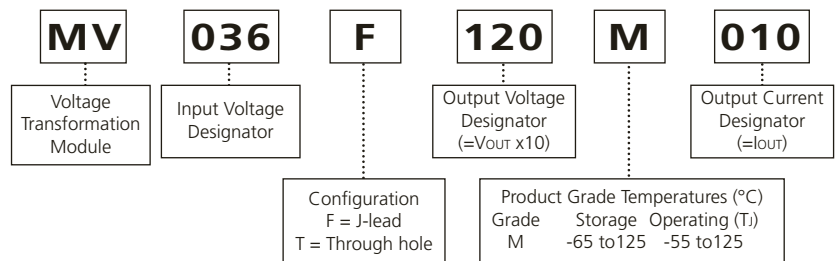 MV 036 F 120 M 010
Voltage
Transformation
Module
Input Voltage
Designator
Output Voltage
Designator
(=VOUT x10)
Output Current
Designator
(=IOUT)
Configuration
F = J-lead
T = Through hole
Product Grade Temperatures (°C)
Grade Storage Operating (TJ)
M -65 to125 -55 to125